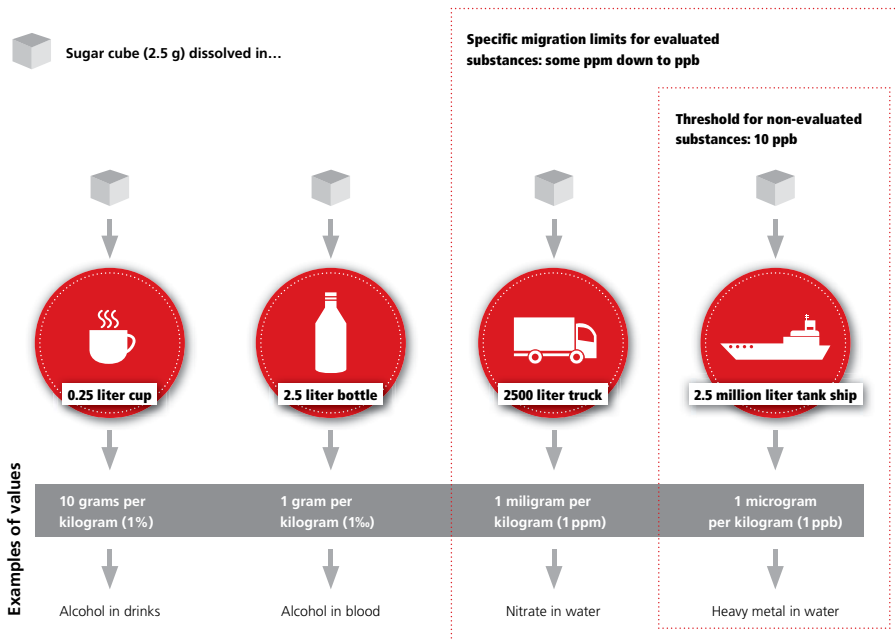 Sugar cube (2.5 g) dissolved in…
Specific migration limits for evaluated
substances: some ppm down to ppb
Threshold for non-evaluated
substances: 10 ppb
0.25 liter cup
2.5 liter bottle
2500 liter truck
2.5 million liter tank ship
Examples of values
10 grams per
kilogram (1%)
1 gram per
kilogram (1‰)
1 miligram per
kilogram (1 ppm)
1 microgram
per kilogram (1 ppb)
Alcohol in drinks
Alcohol in blood
Nitrate in water
Heavy metal in water